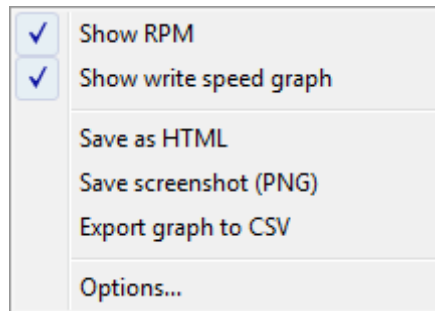 Show RPM
Show write speed graph
Save as HTML
Save screenshot (PNG)
Export graph to CSV
Options...